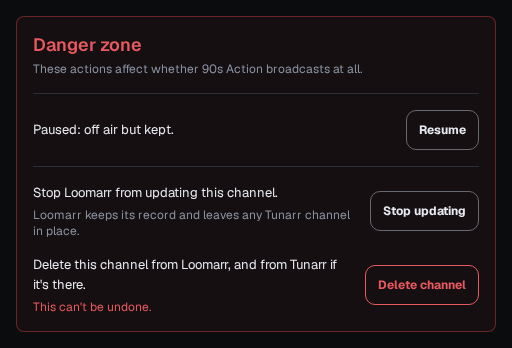 Danger zone
These actions affect whether 90s Action broadcasts at all.
Paused: off air but kept.
Resume
Stop Loomarr from updating this channel.
Loomarr keeps its record and leaves any Tunarr channel
in place.
Stop updating
Delete this channel from Loomarr, and from Tunarr if
it's there.
This can't be undone.
Delete channel